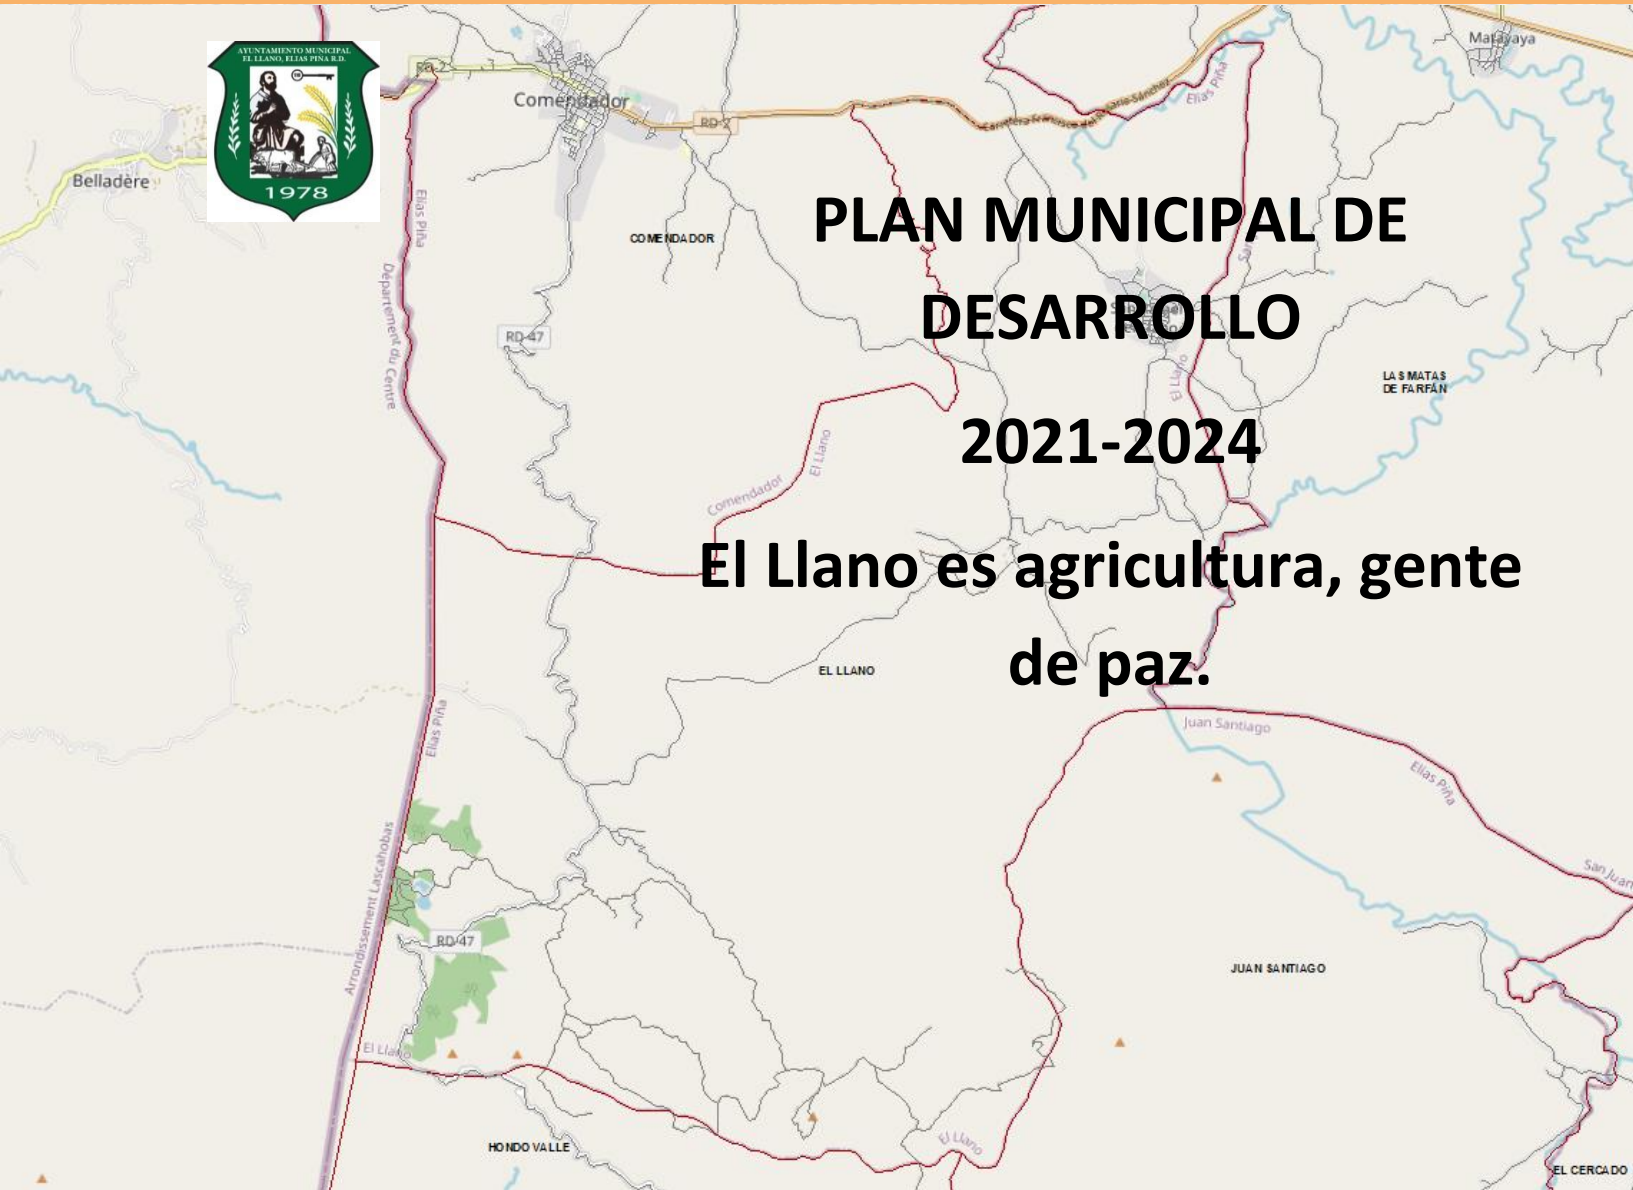 AYUNTAMIENTO MUNICIPAL
EL LLANO, ELIAS PIÑA R.D.
1978
RD-2
Comendador
Matayaya
Elías Piña
RD-2
Belladère
Elías Piña
COMENDADOR
PLAN MUNICIPAL DE
DESARROLLO
2021-2024
El Llano es agricultura, gente
de paz.
Département du Centre
RD-47
El Llano
LAS MATAS
DE FARFÁN
Comendador
El Llano
EL LLANO
Elías Piña
Juan Santiago
Elías Piña
San Juan
Arrondissement Lascahobas
RD-47
JUAN SANTIAGO
El Llano
El Llano
HONDO VALLE
EL CERCADO